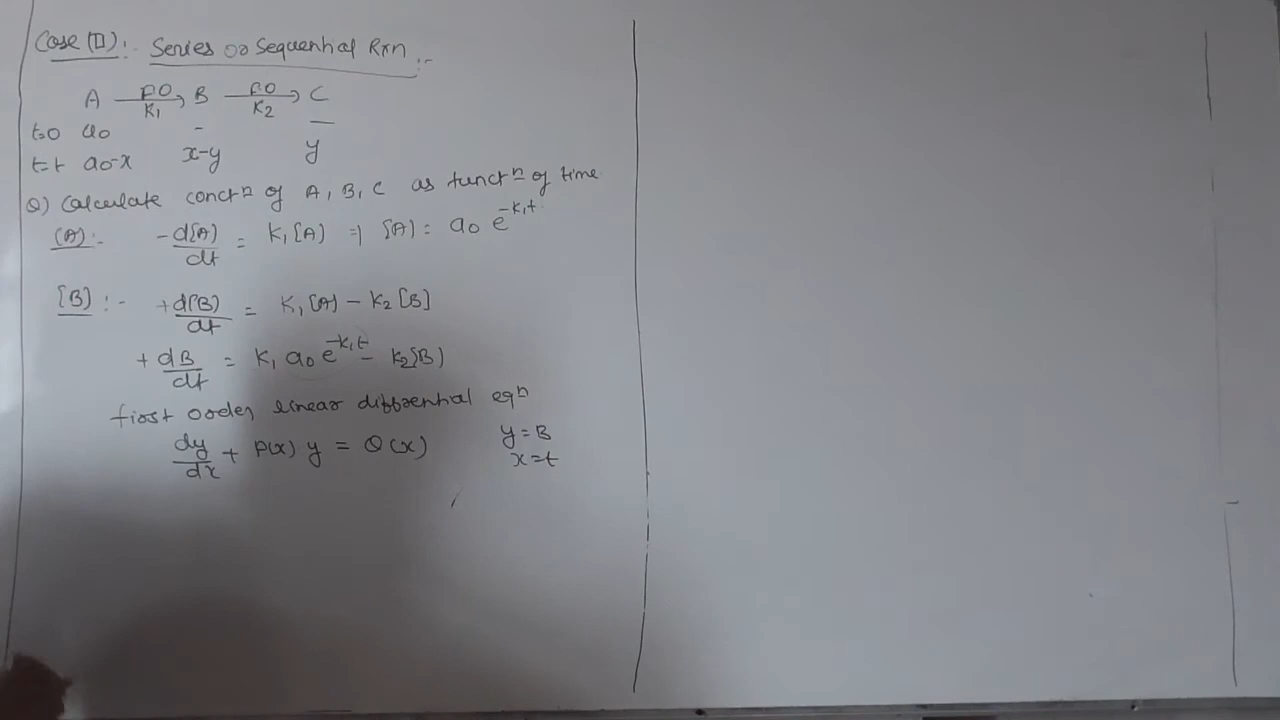 Case (II):- Series or Sequential Rxn :-
A —FO/K₁→ B —FO/K₂→ C
t=0 a₀ - —
t=t a₀-x x-y y
Q) Calculate conctⁿ of A, B, C as functⁿ of time
(A):- -d[A]/dt = K₁[A] ⇒ [A] = a₀ e^-K₁t
[B] :- +d[B]/dt = K₁[A] - K₂[B]
+dB/dt = K₁ a₀ e^-K₁t - K₂[B]
first order linear diffrential eqⁿ
dy/dx + P(x) y = Q(x) y = B
x = t